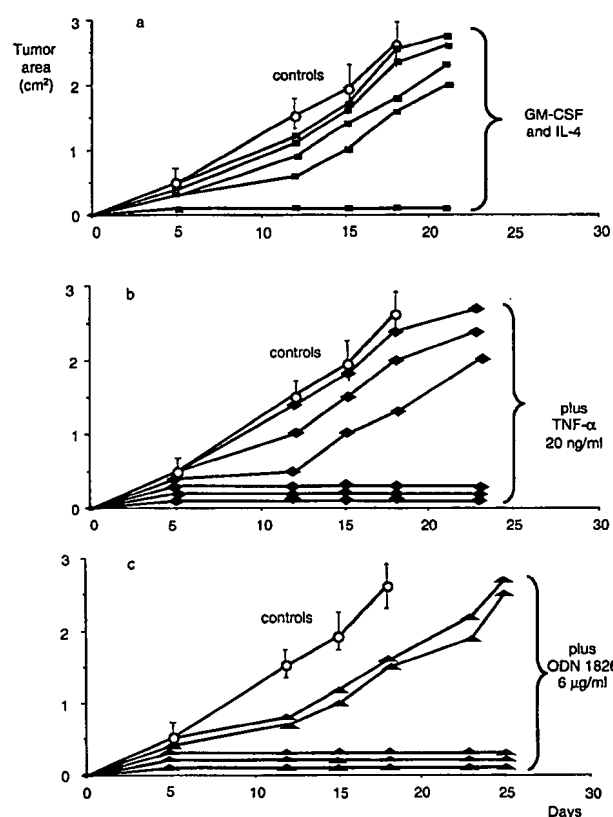 a
3
Tumor
area
(cm²)
2
controls
1
GM-CSF
and IL-4
0
0 5 10 15 20 25 30
b
3
controls
2
plus
TNF-α
20 ng/ml
1
0
0 5 10 15 20 25 30
c
3
controls
2
plus
ODN 1826
6 μg/ml
1
0
0 5 10 15 20 25 30
Days